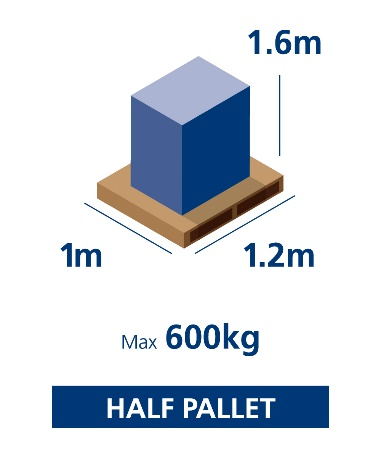 1.6m
1m
1.2m
Max 600kg
HALF PALLET